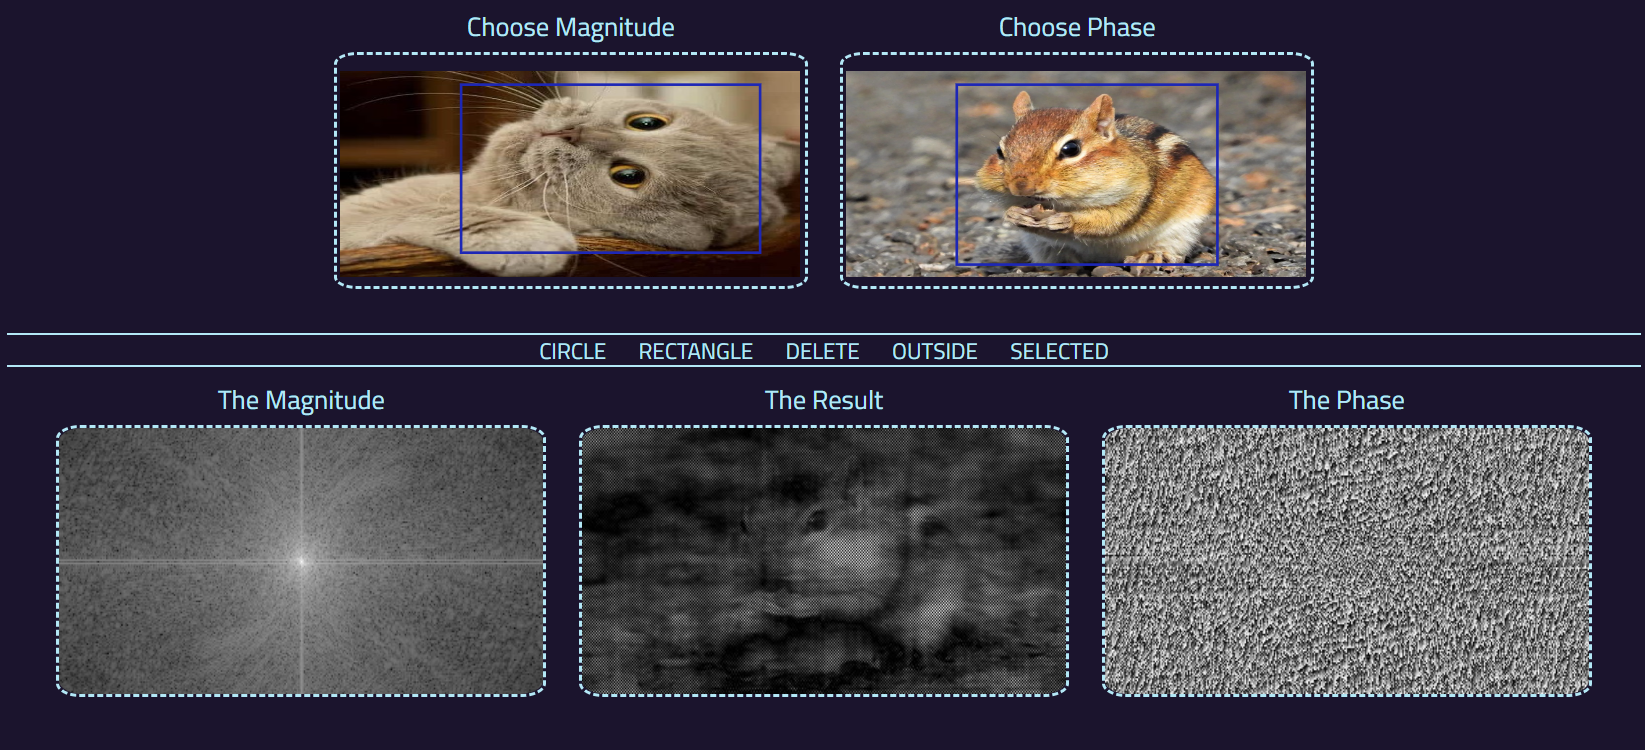 Choose Magnitude
Choose Phase
CIRCLE RECTANGLE DELETE OUTSIDE SELECTED
The Magnitude
The Result
The Phase